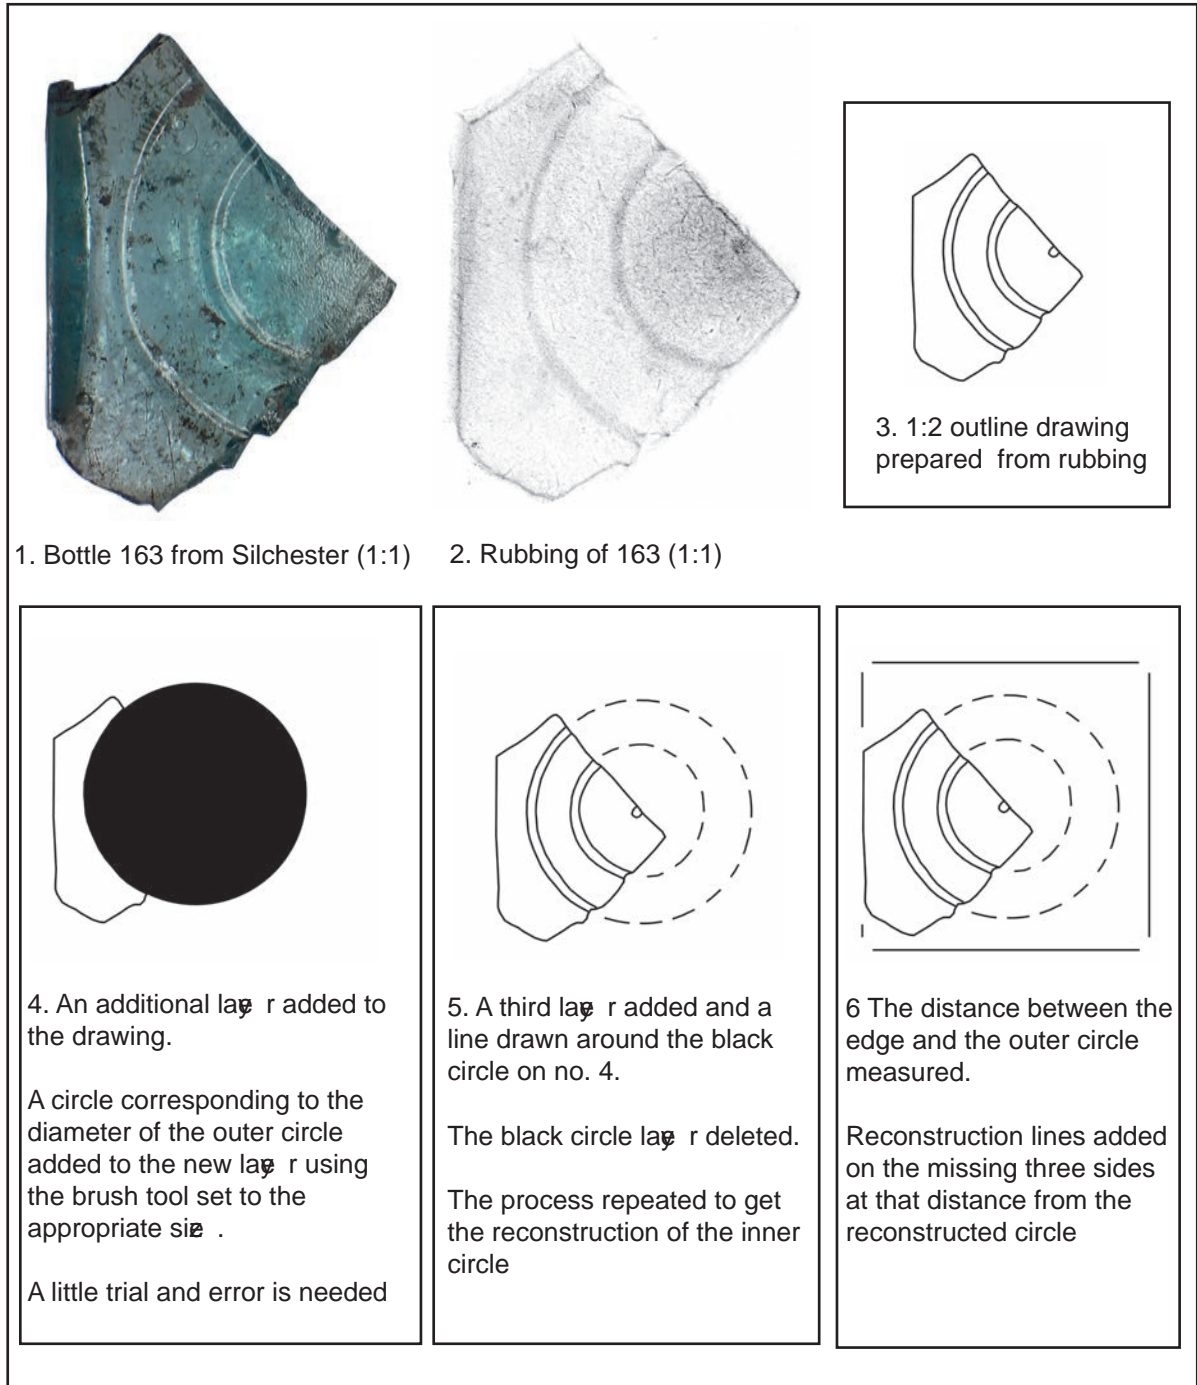 3. 1:2 outline drawing
prepared from rubbing
1. Bottle 163 from Silchester (1:1)
2. Rubbing of 163 (1:1)
4. An additional layer added to
the drawing.
A circle corresponding to the
diameter of the outer circle
added to the new layer using
the brush tool set to the
appropriate size .
A little trial and error is needed
5. A third layer added and a
line drawn around the black
circle on no. 4.
The black circle layer deleted.
The process repeated to get
the reconstruction of the inner
circle
6 The distance between the
edge and the outer circle
measured.
Reconstruction lines added
on the missing three sides
at that distance from the
reconstructed circle